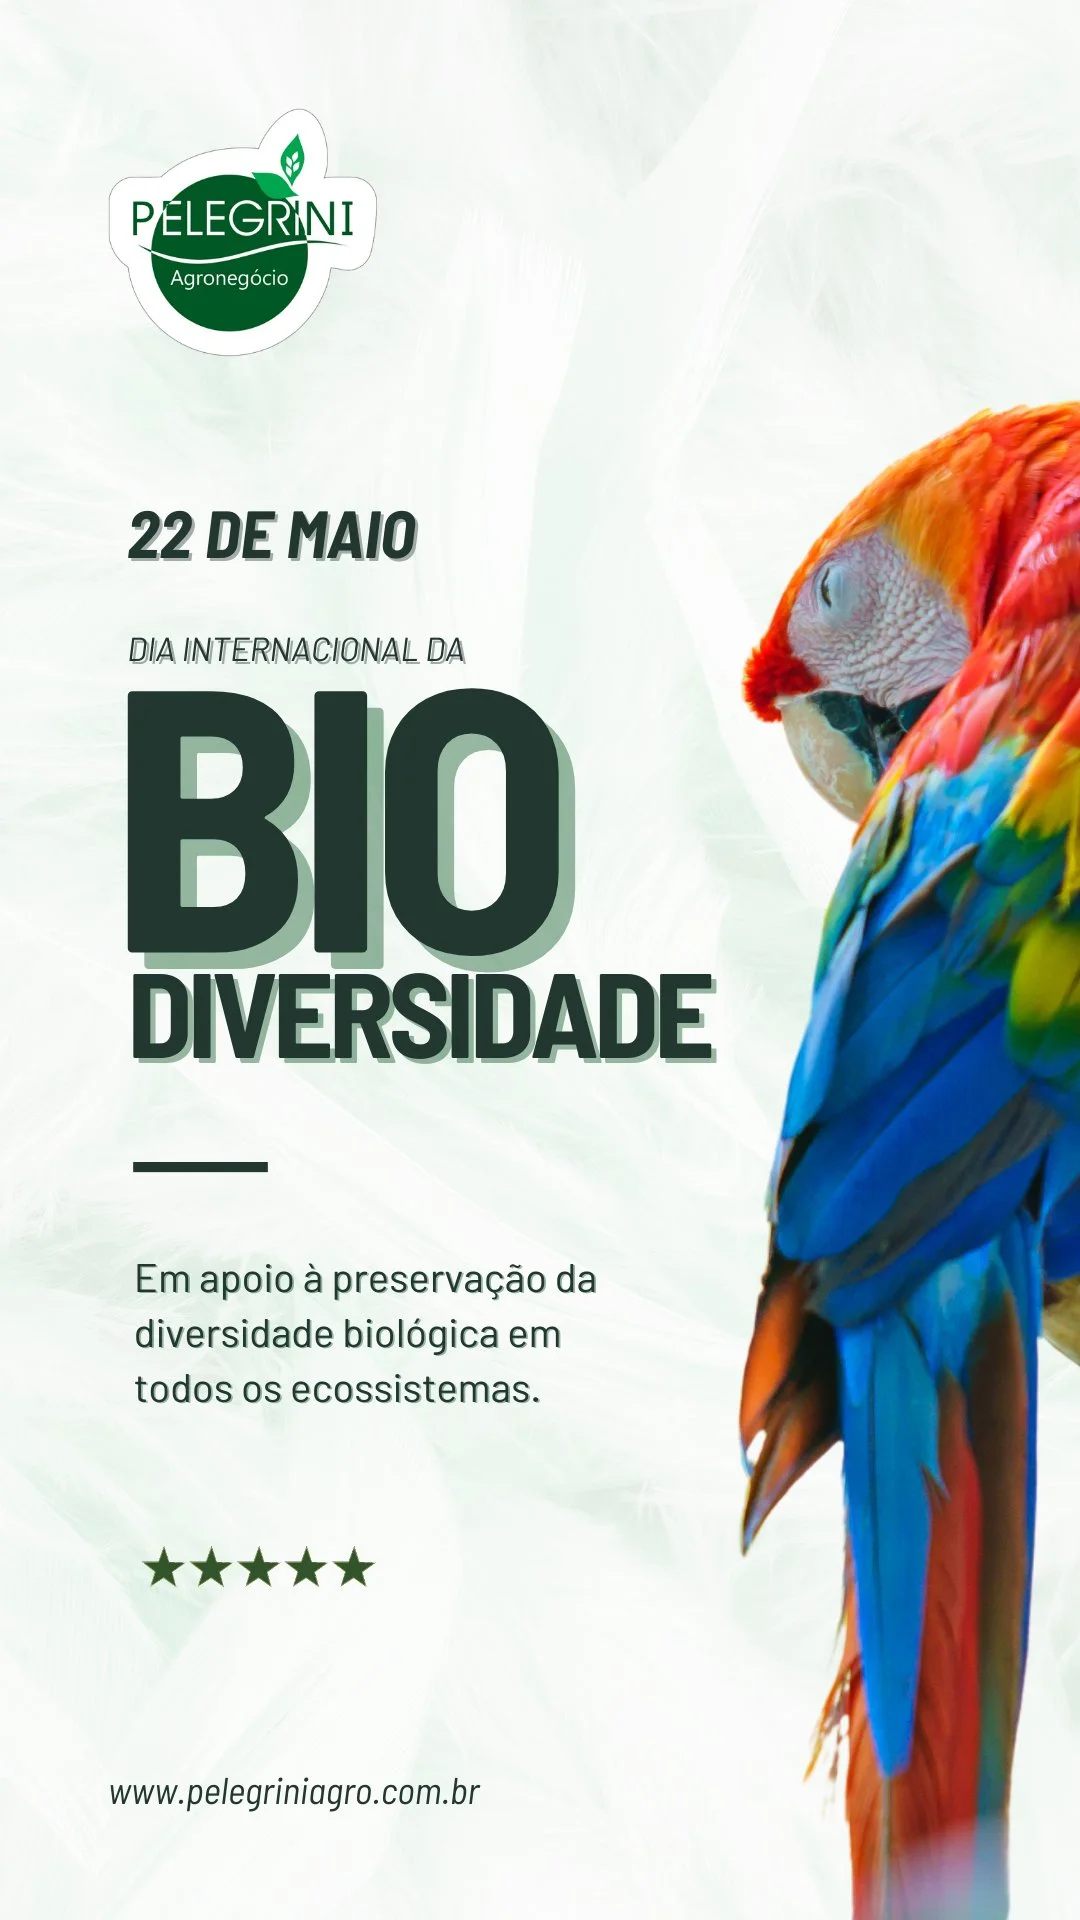 PELEGRINI
Agronegócio
22 DE MAIO
DIA INTERNACIONAL DA
BIO
DIVERSIDADE
Em apoio à preservação da
diversidade biológica em
todos os ecossistemas.
www.pelegriniagro.com.br